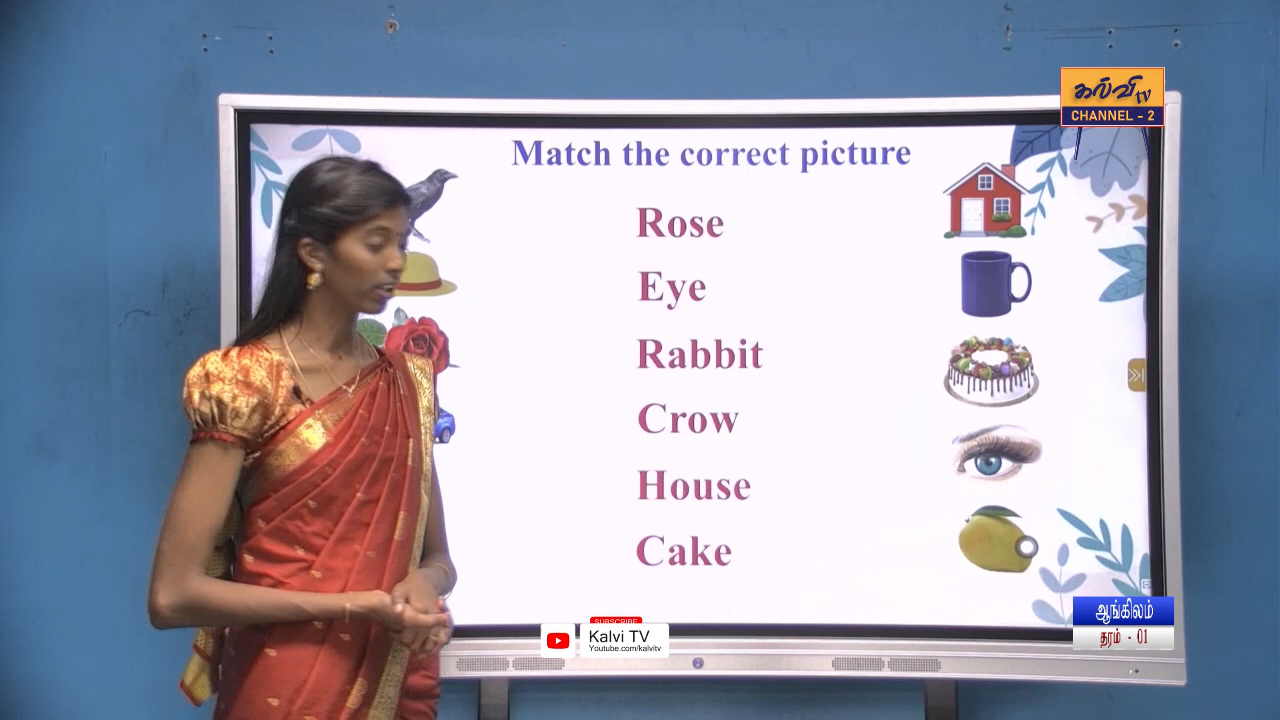 கல்வி tv
CHANNEL - 2
Match the correct picture
Rose
Eye
Rabbit
Crow
House
Cake
SUBSCRIBE
Kalvi TV
Youtube.com/kalvitv
ஆங்கிலம்
தரம் - 01